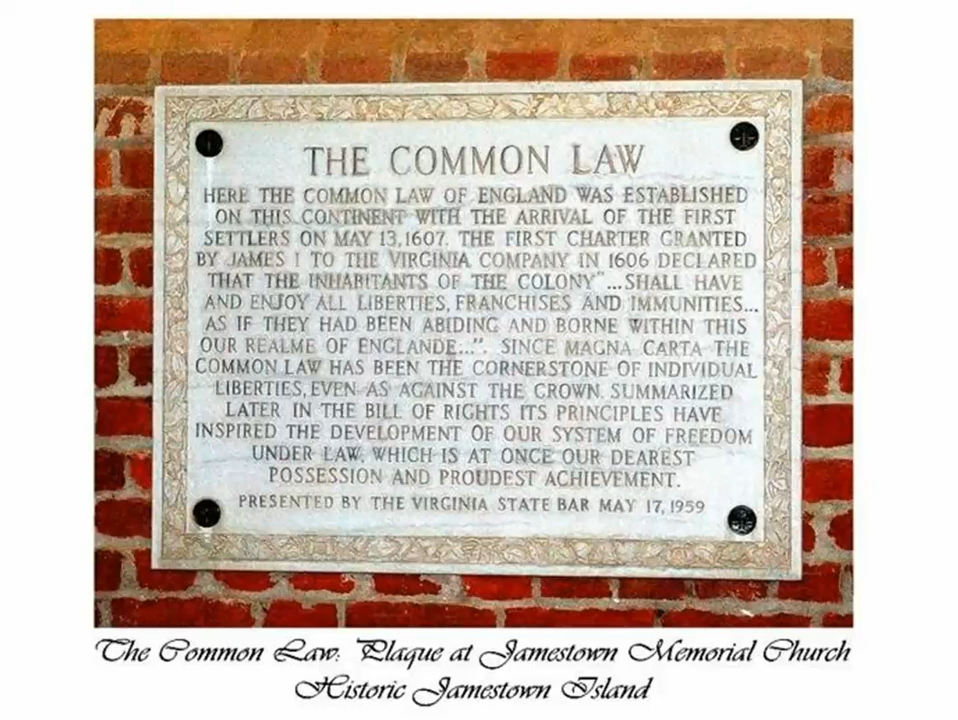 THE COMMON LAW
HERE THE COMMON LAW OF ENGLAND WAS ESTABLISHED
ON THIS CONTINENT WITH THE ARRIVAL OF THE FIRST
SETTLERS ON MAY 13, 1607. THE FIRST CHARTER GRANTED
BY JAMES I TO THE VIRGINIA COMPANY IN 1606 DECLARED
THAT THE INHABITANTS OF THE COLONY "...SHALL HAVE
AND ENJOY ALL LIBERTIES, FRANCHISES AND IMMUNITIES...
AS IF THEY HAD BEEN ABIDING AND BORNE WITHIN THIS
OUR REALME OF ENGLANDE...". SINCE MAGNA CARTA THE
COMMON LAW HAS BEEN THE CORNERSTONE OF INDIVIDUAL
LIBERTIES, EVEN AS AGAINST THE CROWN. SUMMARIZED
LATER IN THE BILL OF RIGHTS ITS PRINCIPLES HAVE
INSPIRED THE DEVELOPMENT OF OUR SYSTEM OF FREEDOM
UNDER LAW, WHICH IS AT ONCE OUR DEAREST
POSSESSION AND PROUDEST ACHIEVEMENT.
PRESENTED BY THE VIRGINIA STATE BAR MAY 17, 1959
The Common Law: Plaque at Jamestown Memorial Church
Historic Jamestown Island